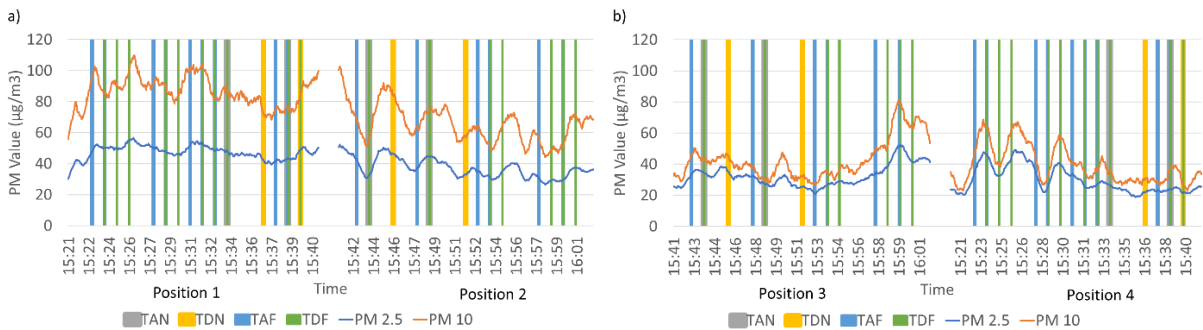 a)
PM Value (µg/m3)
120
100
80
60
40
20
0
15:21 15:22 15:24 15:26 15:27 15:29 15:31 15:32 15:34 15:36 15:37 15:39 15:40 15:42 15:44 15:46 15:47 15:49 15:51 15:52 15:54 15:56 15:57 15:59 16:01
Position 1 Time Position 2
TAN TDN TAF TDF PM 2.5 PM 10
b)
PM Value (µg/m3)
120
100
80
60
40
20
0
15:41 15:43 15:44 15:46 15:48 15:49 15:51 15:53 15:54 15:56 15:58 15:59 16:01 15:21 15:23 15:25 15:26 15:28 15:30 15:31 15:33 15:35 15:36 15:38 15:40
Position 3 Time Position 4
TAN TDN TAF TDF PM 2.5 PM 10